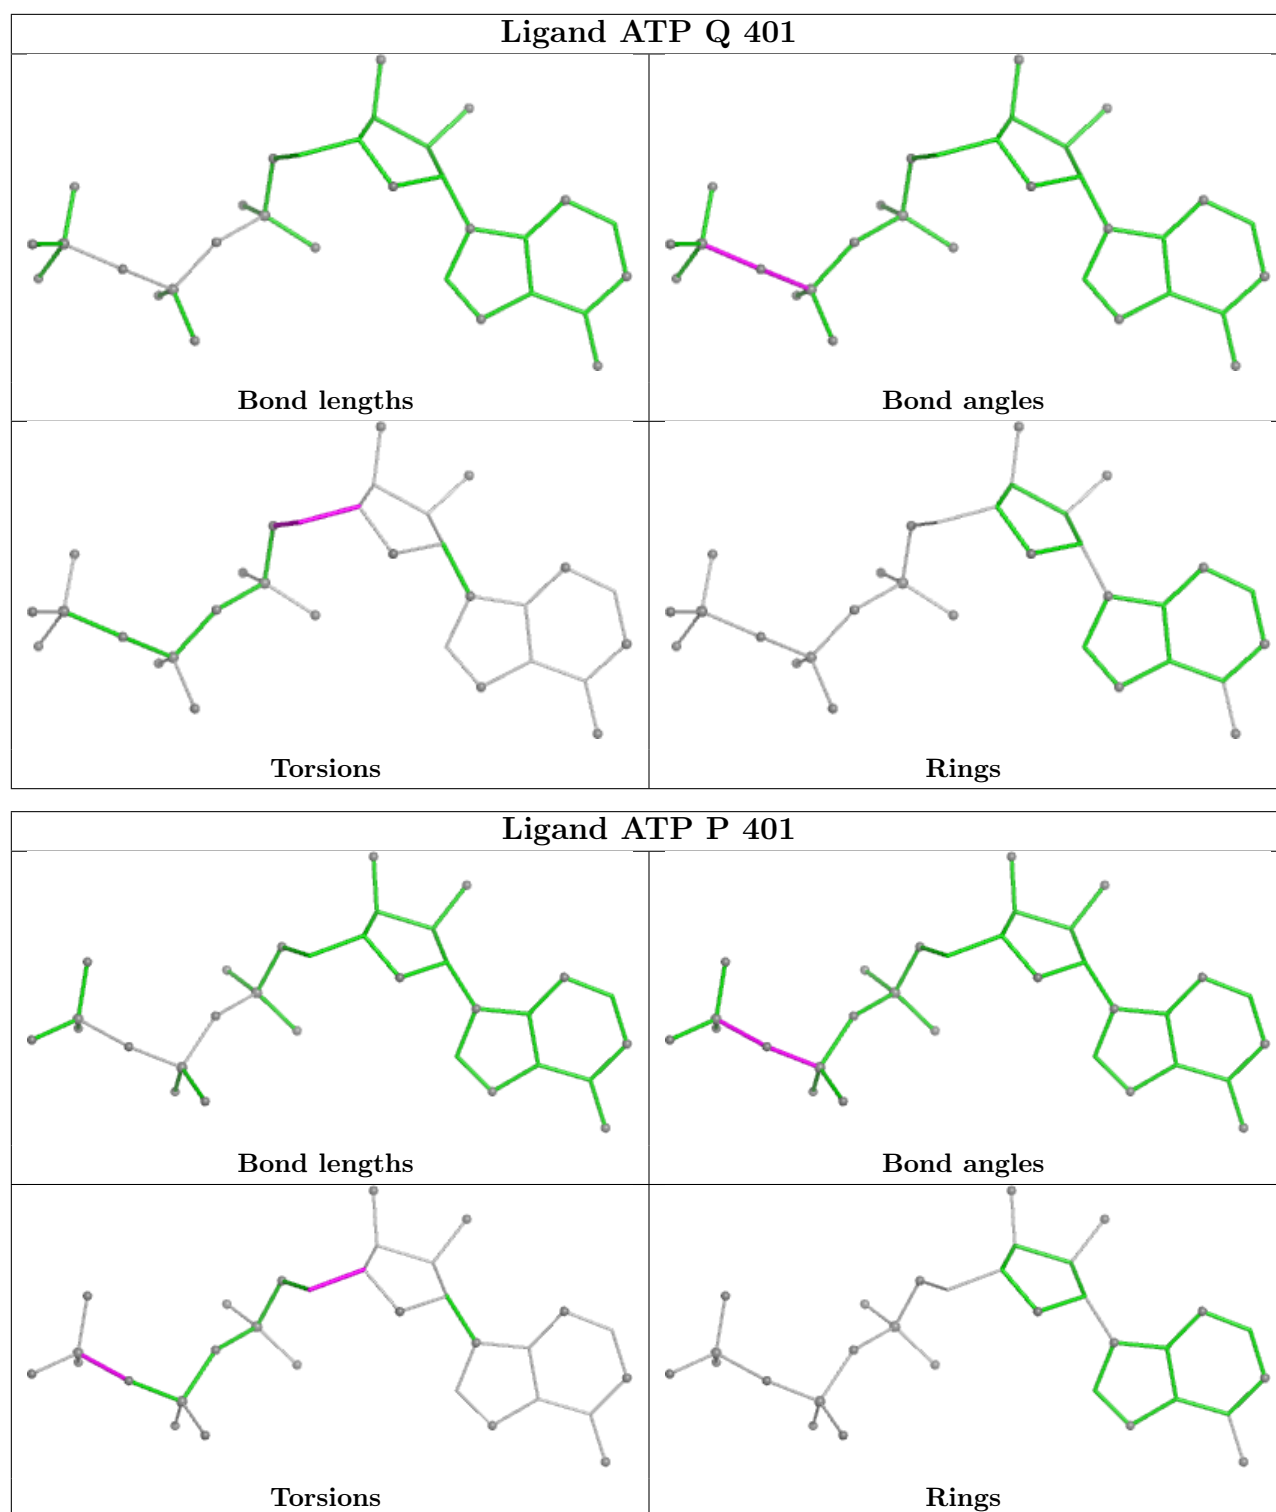 Ligand ATP Q 401
Bond lengths
Bond angles
Torsions
Rings
Ligand ATP P 401
Bond lengths
Bond angles
Torsions
Rings